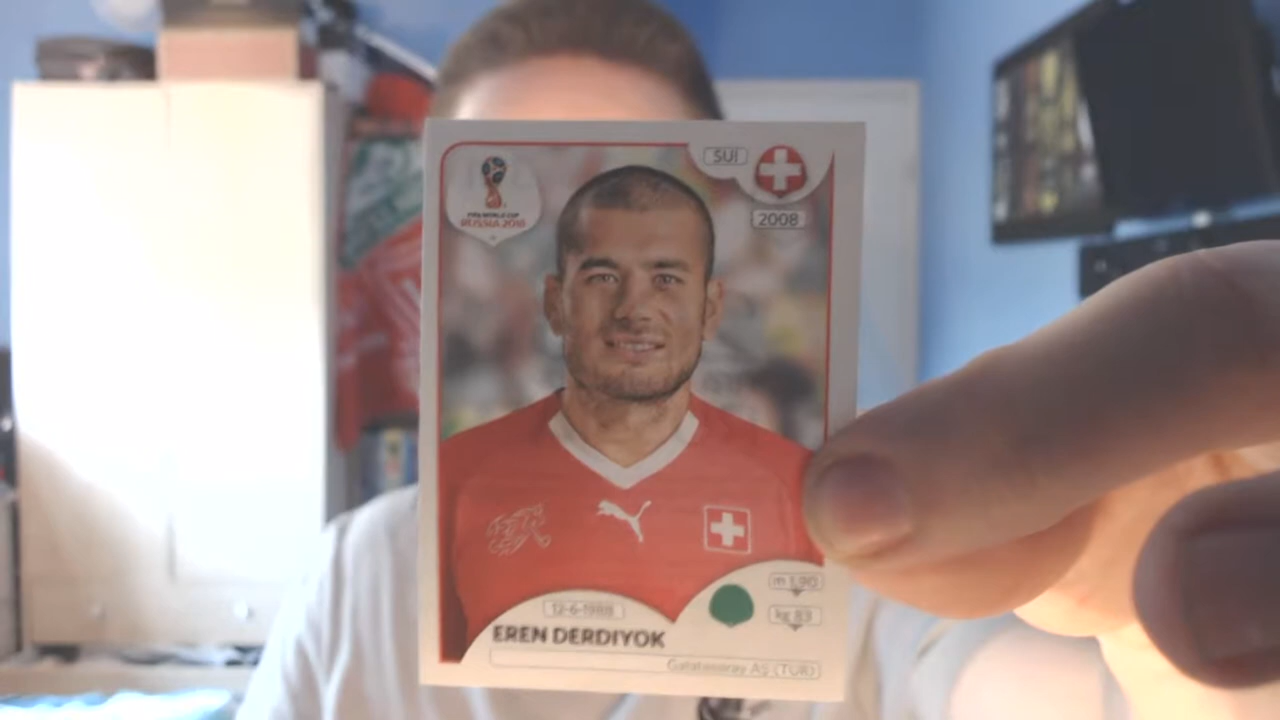 SUI
2008
FIFA WORLD CUP
RUSSIA 2018
12-6-1988
m 1,90
kg 83
EREN DERDIYOK
Galatasaray AŞ (TUR)